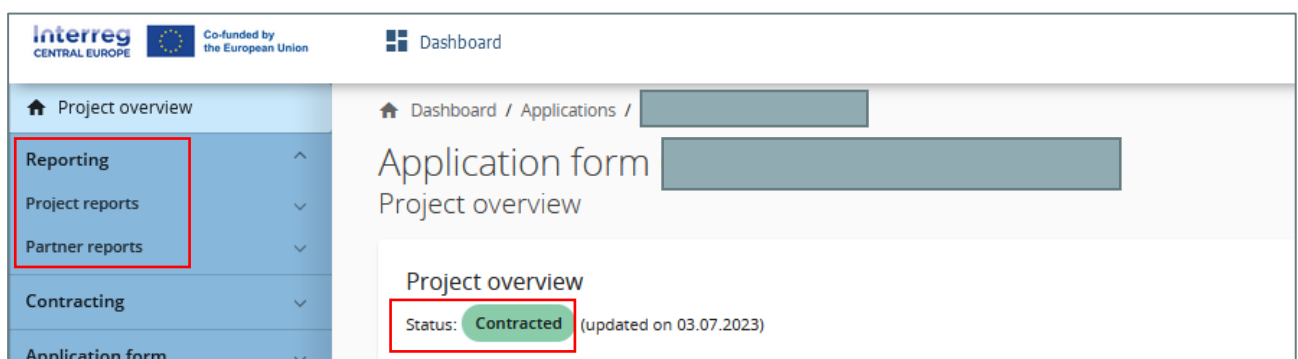 Interreg
CENTRAL EUROPE
Co-funded by
the European Union
Dashboard
Project overview
Reporting
Project reports
Partner reports
Contracting
Application form
Dashboard / Applications /
Application form
Project overview
Project overview
Status: Contracted (updated on 03.07.2023)